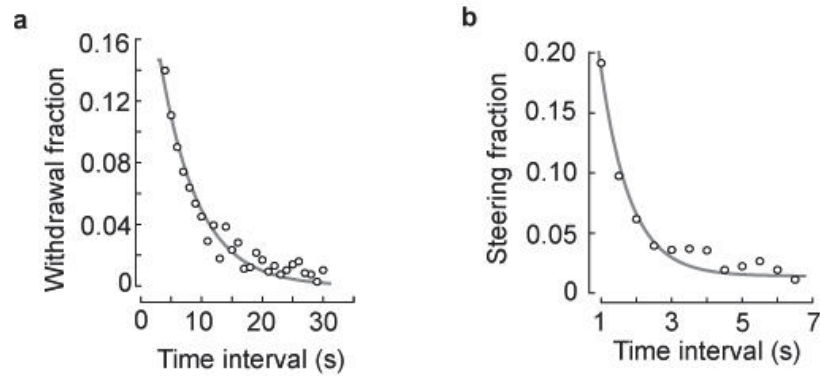 a
0.16
0.12
0.08
0.04
0
Withdrawal fraction
0 10 20 30
Time interval (s)
b
0.20
0.15
0.10
0.05
0
Steering fraction
1 3 5 7
Time interval (s)